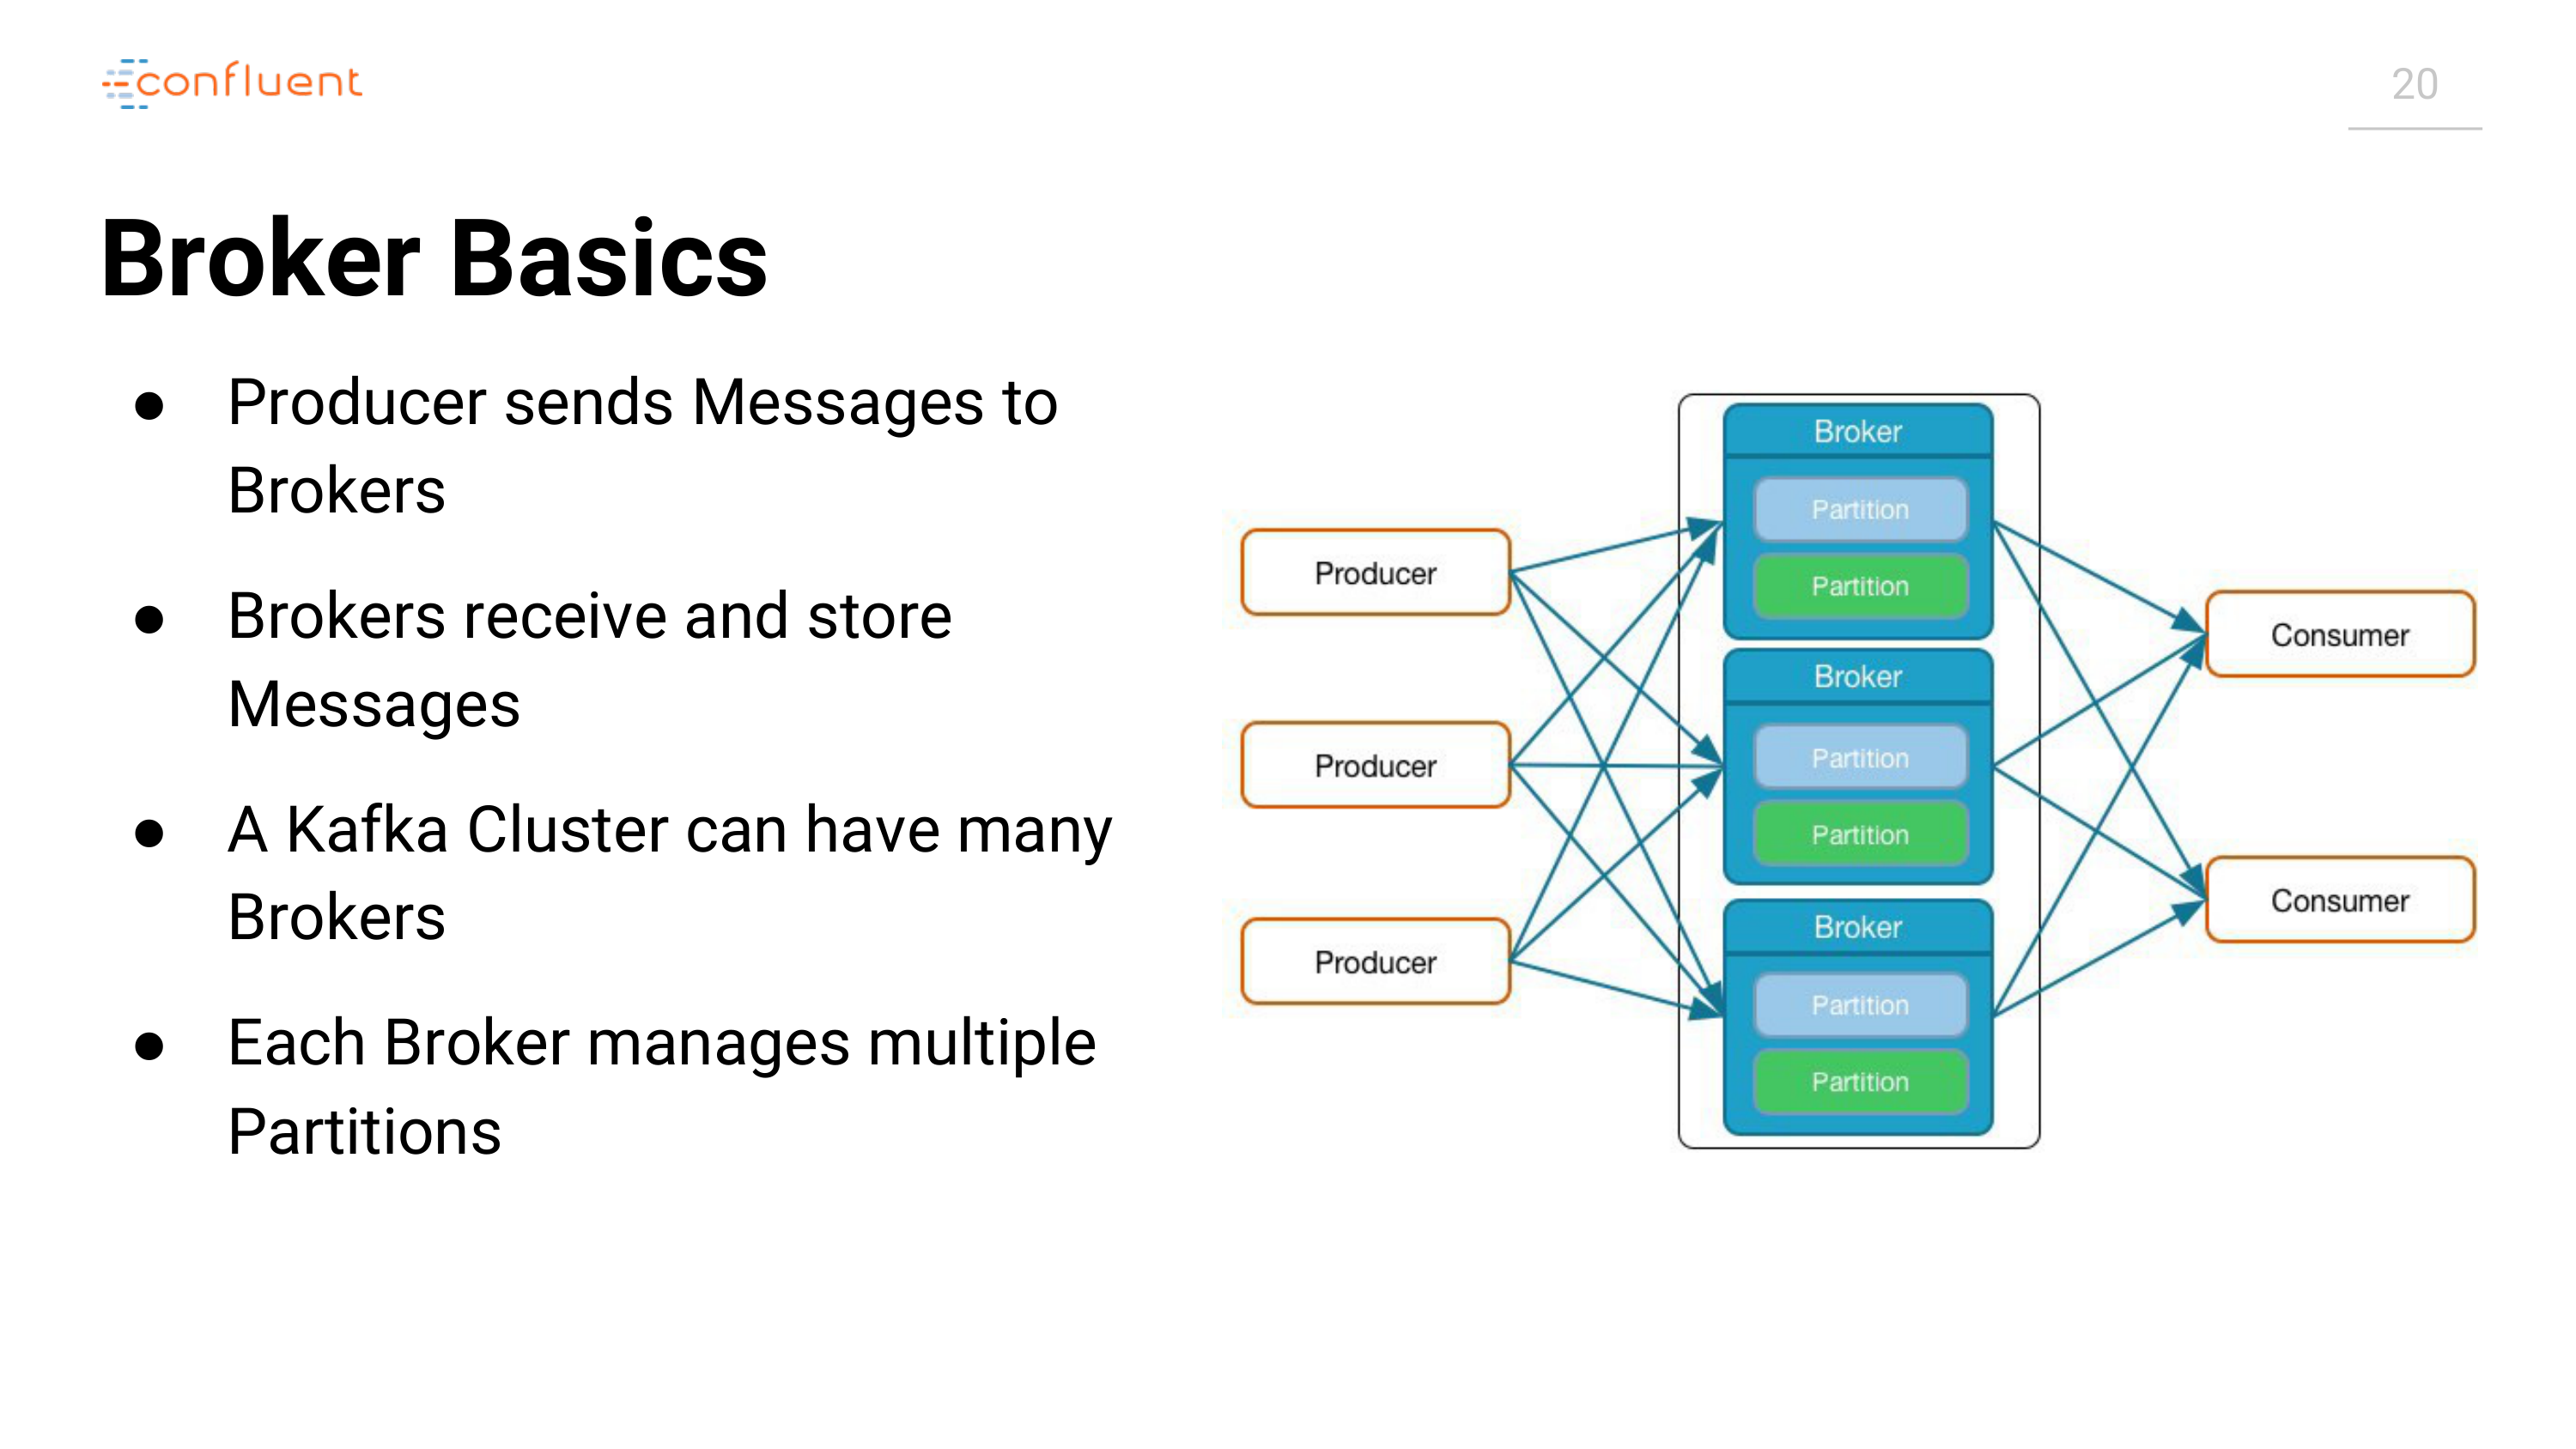 confluent
20
Broker Basics
● Producer sends Messages to
Brokers
● Brokers receive and store
Messages
● A Kafka Cluster can have many
Brokers
● Each Broker manages multiple
Partitions
Producer
Producer
Producer
Broker
Partition
Partition
Broker
Partition
Partition
Broker
Partition
Partition
Consumer
Consumer